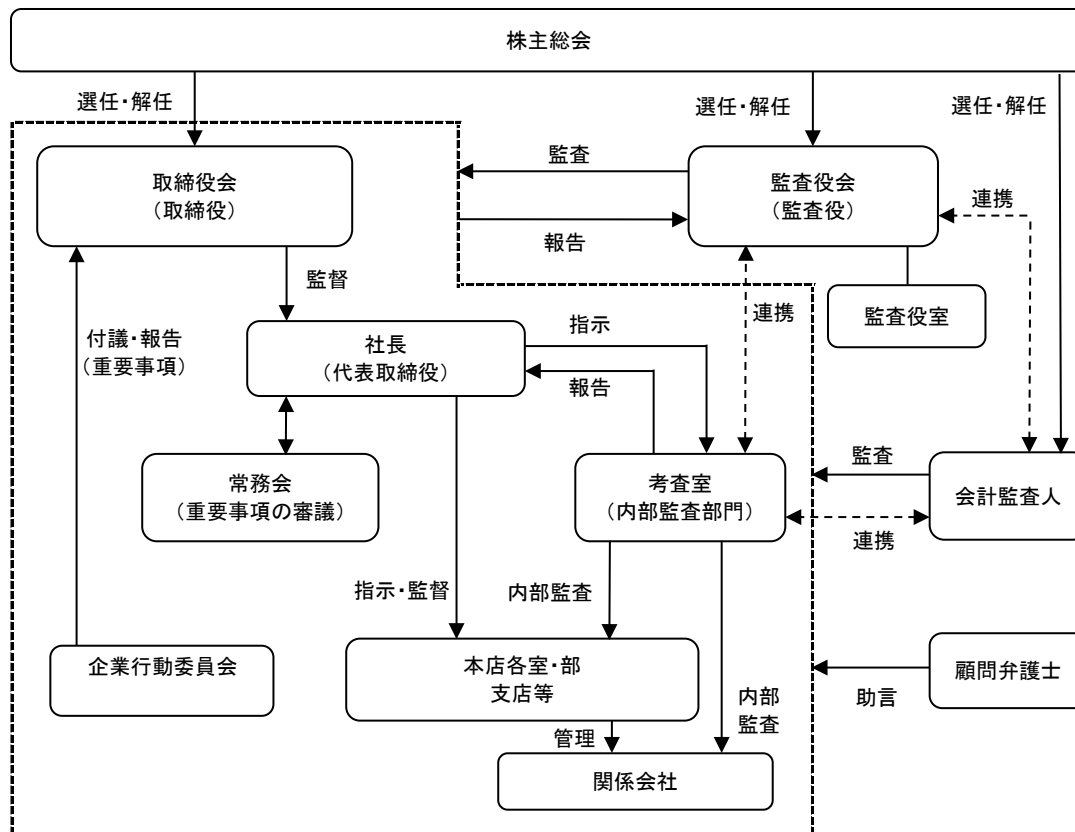 株主総会
選任・解任
選任・解任
選任・解任
取締役会
（取締役）
監査
監査役会
（監査役）
連携
報告
監督
監査役室
連携
付議・報告
（重要事項）
社長
（代表取締役）
指示
報告
常務会
（重要事項の審議）
考査室
（内部監査部門）
監査
会計監査人
連携
指示・監督
内部監査
企業行動委員会
本店各室・部
支店等
顧問弁護士
助言
内部
監査
管理
関係会社